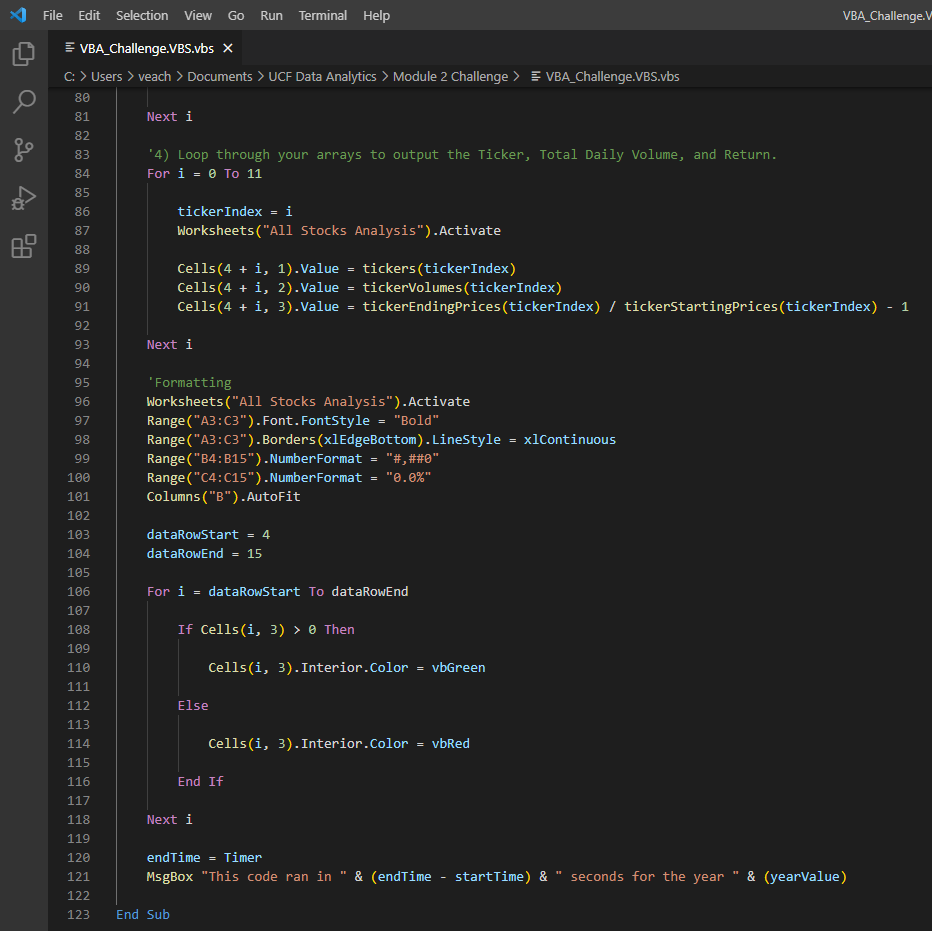 File Edit Selection View Go Run Terminal Help VBA_Challenge.V
VBA_Challenge.VBS.vbs
C: > Users > veach > Documents > UCF Data Analytics > Module 2 Challenge > VBA_Challenge.VBS.vbs
80
81 Next i
82
83 '4) Loop through your arrays to output the Ticker, Total Daily Volume, and Return.
84 For i = 0 To 11
85
86 tickerIndex = i
87 Worksheets("All Stocks Analysis").Activate
88
89 Cells(4 + i, 1).Value = tickers(tickerIndex)
90 Cells(4 + i, 2).Value = tickerVolumes(tickerIndex)
91 Cells(4 + i, 3).Value = tickerEndingPrices(tickerIndex) / tickerStartingPrices(tickerIndex) - 1
92
93 Next i
94
95 'Formatting
96 Worksheets("All Stocks Analysis").Activate
97 Range("A3:C3").Font.FontStyle = "Bold"
98 Range("A3:C3").Borders(xlEdgeBottom).LineStyle = xlContinuous
99 Range("B4:B15").NumberFormat = "#,##0"
100 Range("C4:C15").NumberFormat = "0.0%"
101 Columns("B").AutoFit
102
103 dataRowStart = 4
104 dataRowEnd = 15
105
106 For i = dataRowStart To dataRowEnd
107
108 If Cells(i, 3) > 0 Then
109
110 Cells(i, 3).Interior.Color = vbGreen
111
112 Else
113
114 Cells(i, 3).Interior.Color = vbRed
115
116 End If
117
118 Next i
119
120 endTime = Timer
121 MsgBox "This code ran in " & (endTime - startTime) & " seconds for the year " & (yearValue)
122
123 End Sub